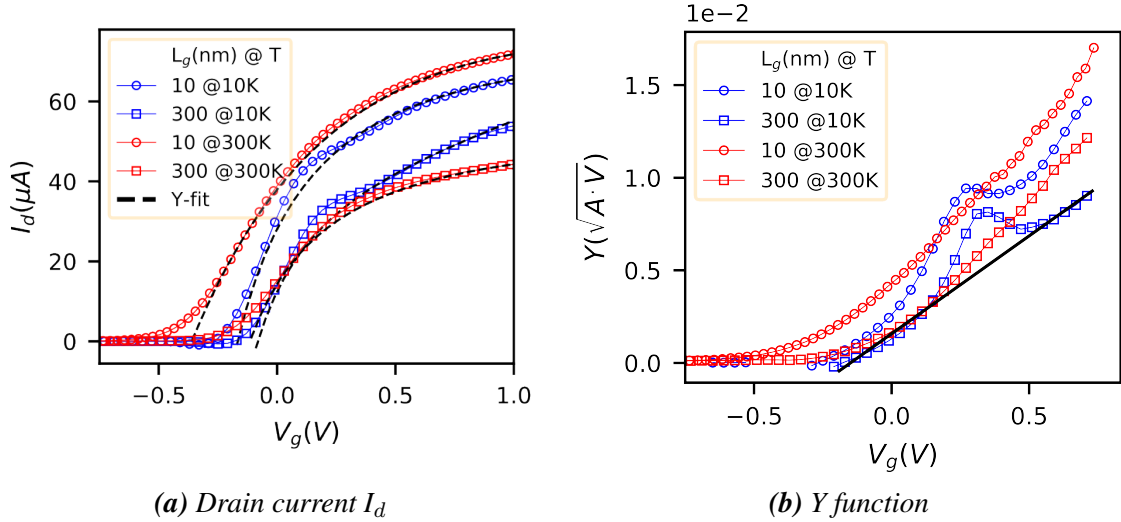 L_g(nm) @ T
10 @10K
300 @10K
10 @300K
300 @300K
Y-fit
60
40
20
0
−0.5
0.0
0.5
1.0
I_d(μA)
V_g(V)
(a) Drain current I_d
1e−2
L_g(nm) @ T
10 @10K
300 @10K
10 @300K
300 @300K
1.5
1.0
0.5
0.0
−0.5
0.0
0.5
Y(√A·V)
V_g(V)
(b) Y function